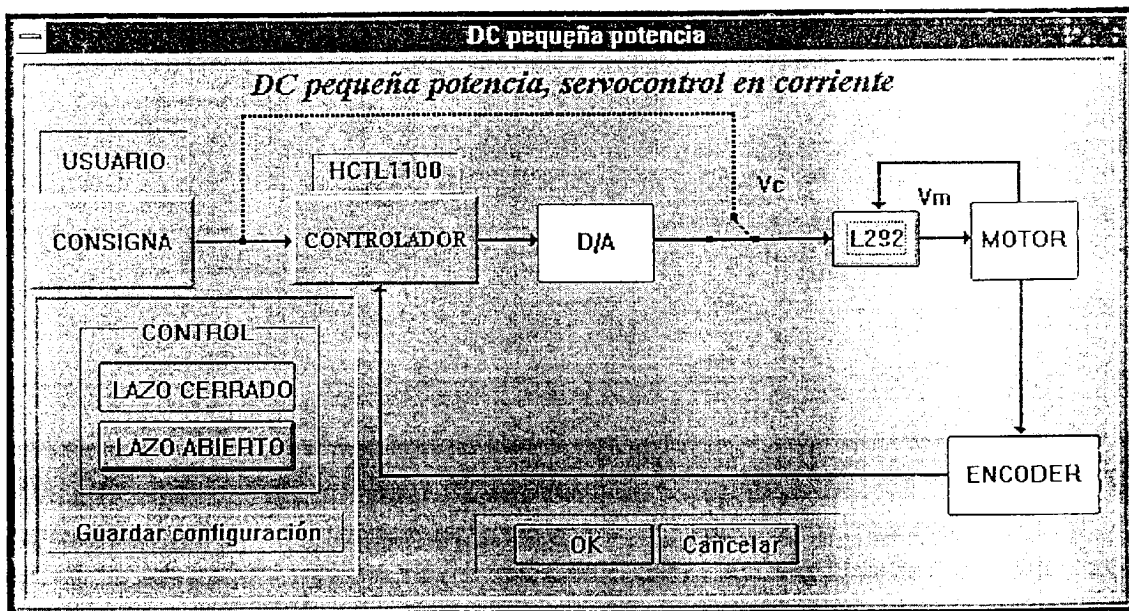 DC pequeña potencia
DC pequeña potencia, servocontrol en corriente
USUARIO
HCTL1100
CONSIGNA
CONTROLADOR
D/A
Vc
L292
Vm
MOTOR
CONTROL
LAZO CERRADO
LAZO ABIERTO
Guardar configuración
ENCODER
OK
Cancelar